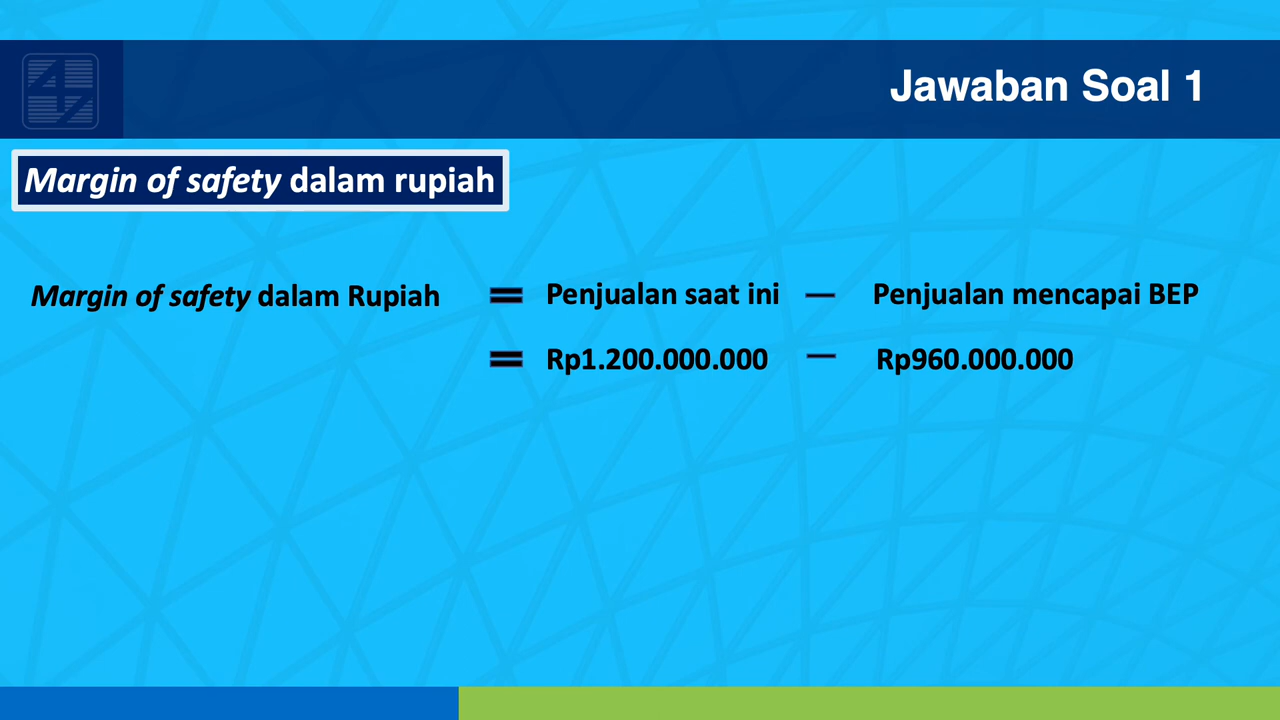 Jawaban Soal 1
Margin of safety dalam rupiah
Margin of safety dalam Rupiah = Penjualan saat ini – Penjualan mencapai BEP
= Rp1.200.000.000 – Rp960.000.000